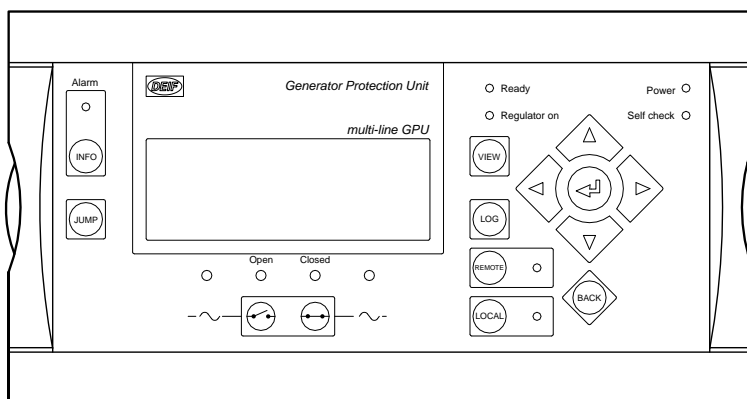 Alarm
INFO
JUMP
DEIF
Generator Protection Unit
multi-line GPU
Open Closed
Ready
Regulator on
Power
Self check
VIEW
LOG
REMOTE
LOCAL
BACK